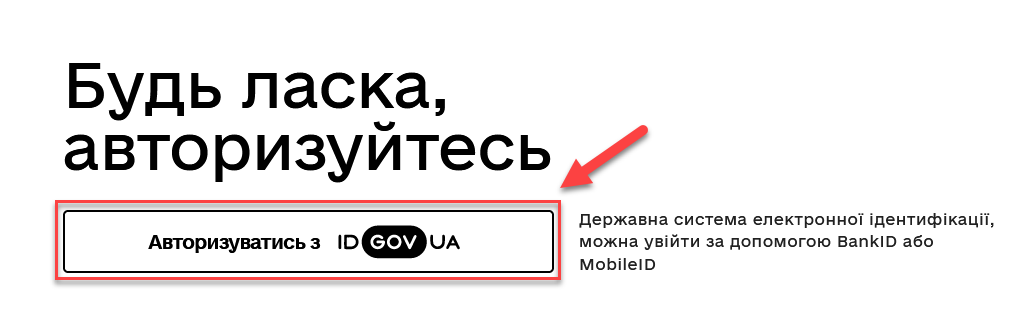 Будь ласка,
авторизуйтесь
Авторизуватись з ID GOV UA
Державна система електронної ідентифікації,
можна увійти за допомогою BankID або
MobileID